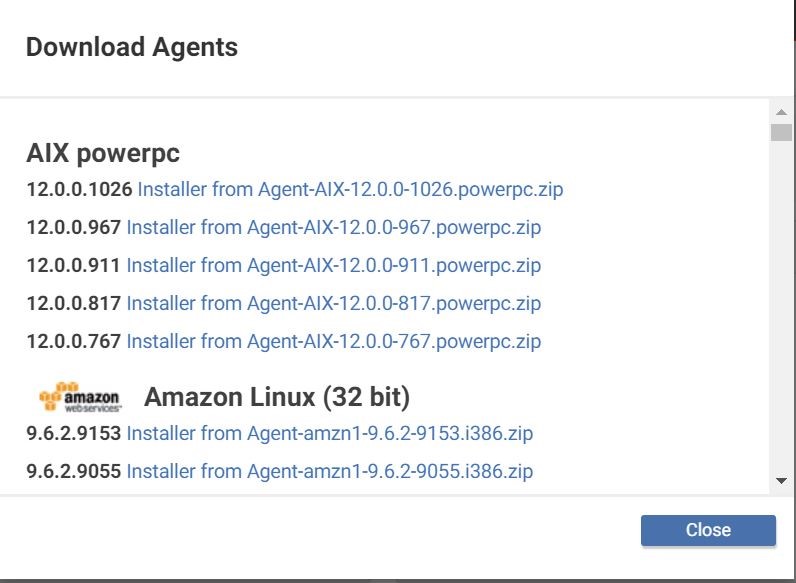 Download Agents
AIX powerpc
12.0.0.1026 Installer from Agent-AIX-12.0.0-1026.powerpc.zip
12.0.0.967 Installer from Agent-AIX-12.0.0-967.powerpc.zip
12.0.0.911 Installer from Agent-AIX-12.0.0-911.powerpc.zip
12.0.0.817 Installer from Agent-AIX-12.0.0-817.powerpc.zip
12.0.0.767 Installer from Agent-AIX-12.0.0-767.powerpc.zip
amazon
webservices™
Amazon Linux (32 bit)
9.6.2.9153 Installer from Agent-amzn1-9.6.2-9153.i386.zip
9.6.2.9055 Installer from Agent-amzn1-9.6.2-9055.i386.zip
Close